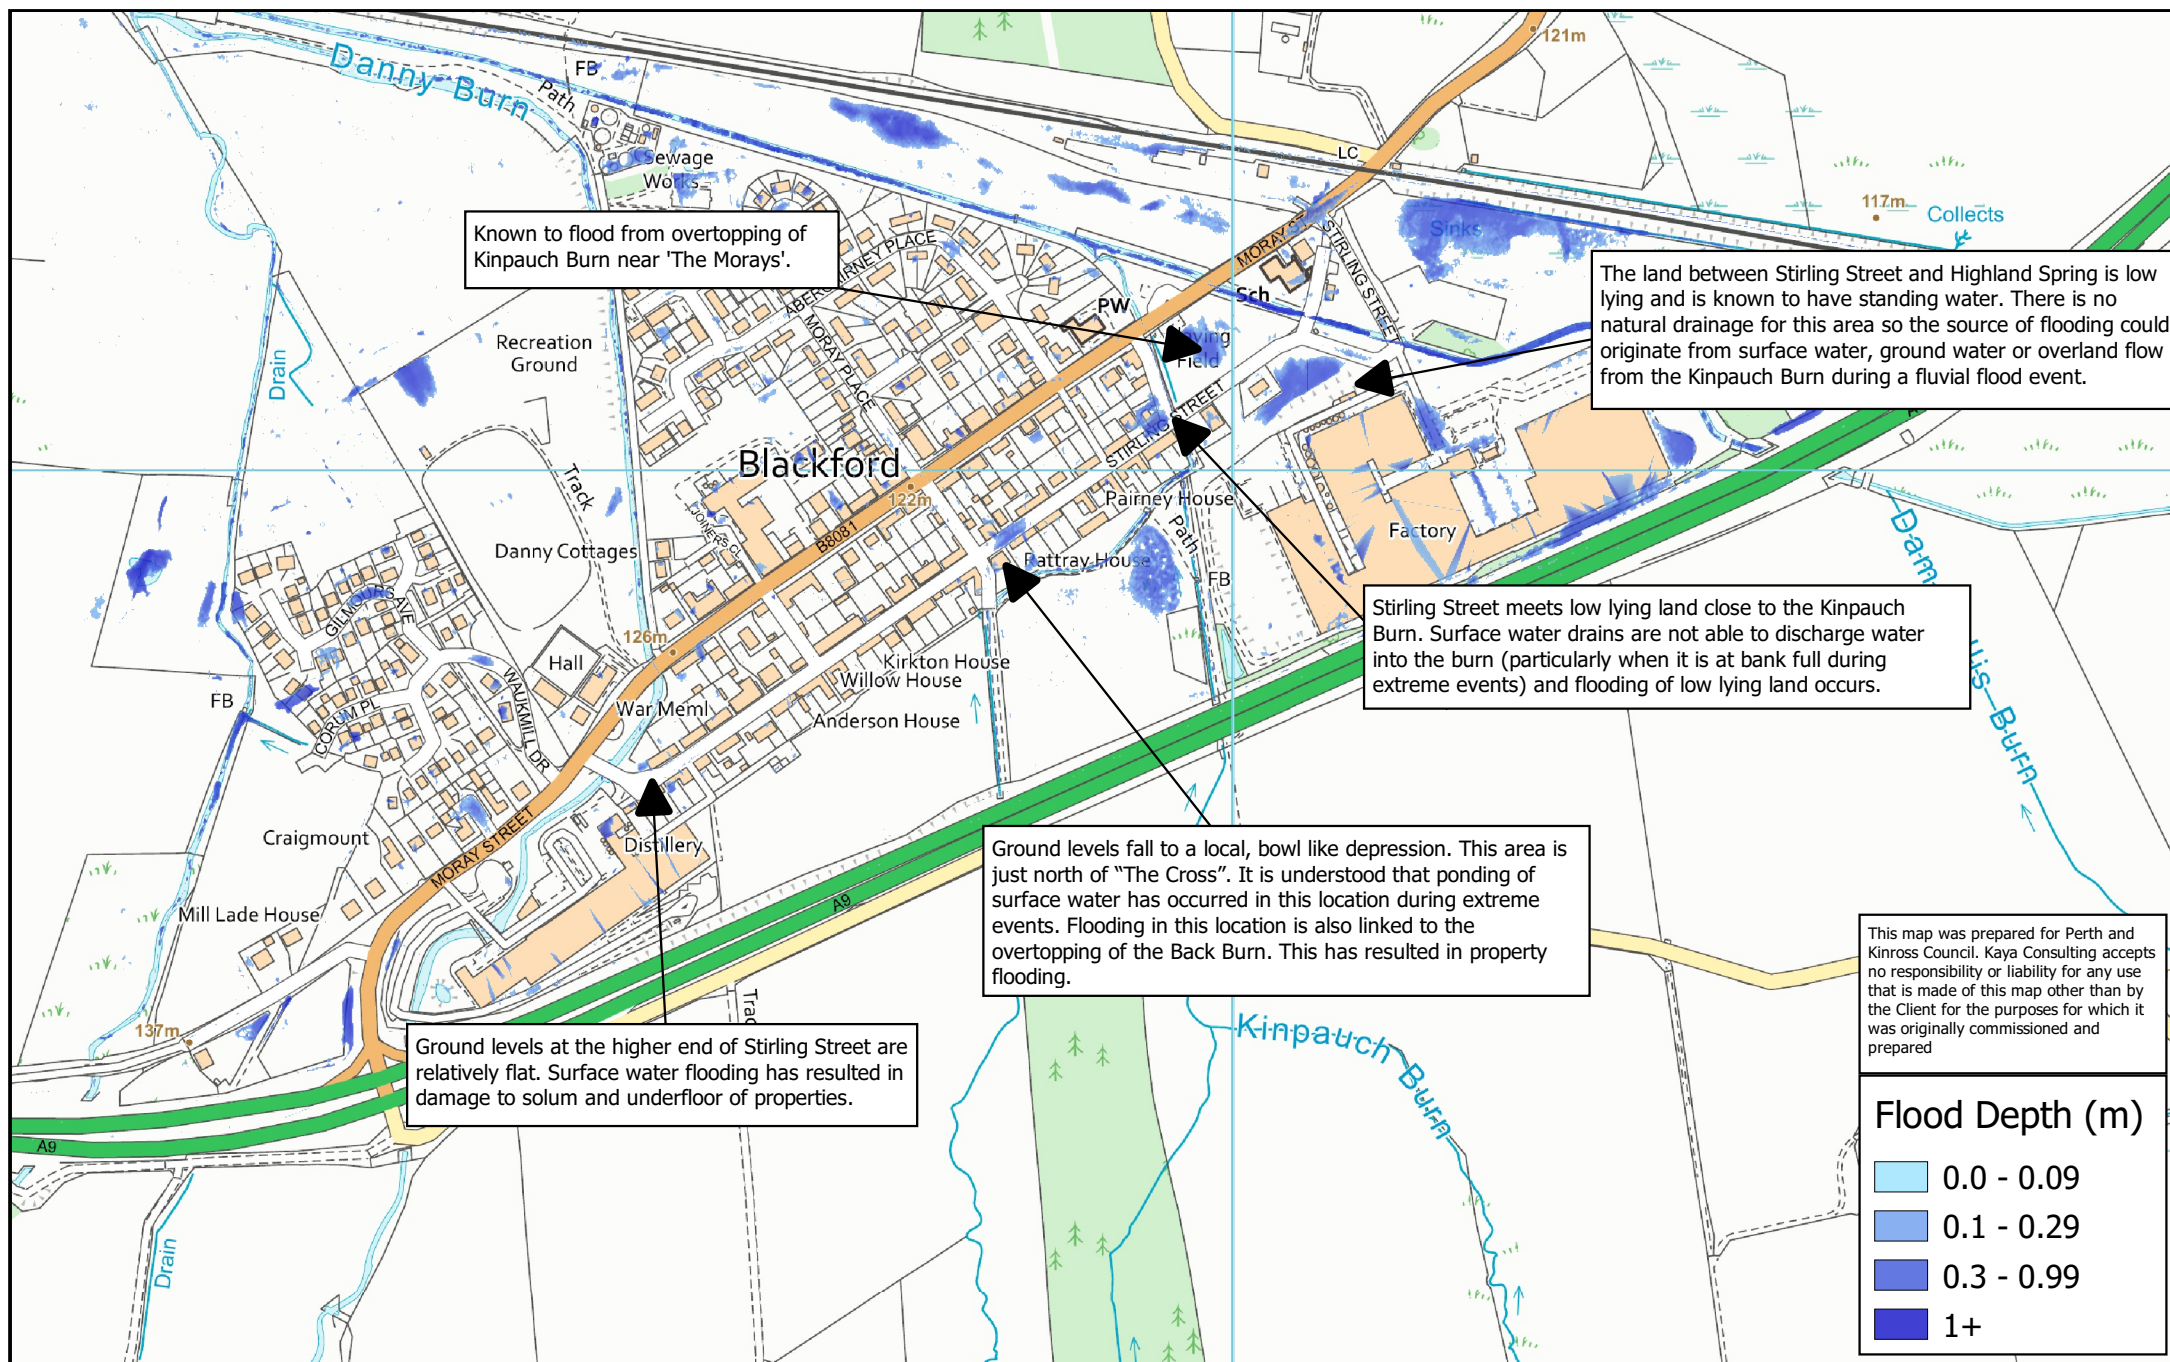 Danny Burn
FB
Path
121m
Sewage
Works
LC
117m
Collects
Sinks
Known to flood from overtopping of
Kinpauch Burn near 'The Morays'.
ABERCAIRNEY PLACE
MORAY PLACE
MORAY S
STIRLING STREET
Sch
PW
The land between Stirling Street and Highland Spring is low
lying and is known to have standing water. There is no
natural drainage for this area so the source of flooding could
originate from surface water, ground water or overland flow
from the Kinpauch Burn during a fluvial flood event.
Recreation
Ground
Drain
Playing
Field
STIRLING STREET
Blackford
122m
Track
JOINERS CL
B8081
Pairney House
Path
Factory
Danny Cottages
Rattray House
FB
GILMOURS AVE
126m
Hall
Kirkton House
Willow House
War Meml
Anderson House
FB
CORUM PL
WAUKMILL DR
Stirling Street meets low lying land close to the Kinpauch
Burn. Surface water drains are not able to discharge water
into the burn (particularly when it is at bank full during
extreme events) and flooding of low lying land occurs.
Burn
Craigmount
MORAY STREET
Distillery
A9
Mill Lade House
137m
Ground levels fall to a local, bowl like depression. This area is
just north of “The Cross”. It is understood that ponding of
surface water has occurred in this location during extreme
events. Flooding in this location is also linked to the
overtopping of the Back Burn. This has resulted in property
flooding.
This map was prepared for Perth and
Kinross Council. Kaya Consulting accepts
no responsibility or liability for any use
that is made of this map other than by
the Client for the purposes for which it
was originally commissioned and
prepared
Ground levels at the higher end of Stirling Street are
relatively flat. Surface water flooding has resulted in
damage to solum and underfloor of properties.
Kinpauch Burn
A9
Drain
Flood Depth (m)
0.0 - 0.09
0.1 - 0.29
0.3 - 0.99
1+